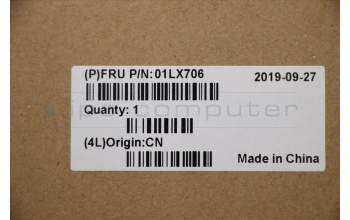 (P)FRU P/N:01LX706 2019-09-27
Quanty: 1
(4L)Origin:CN
Made in China